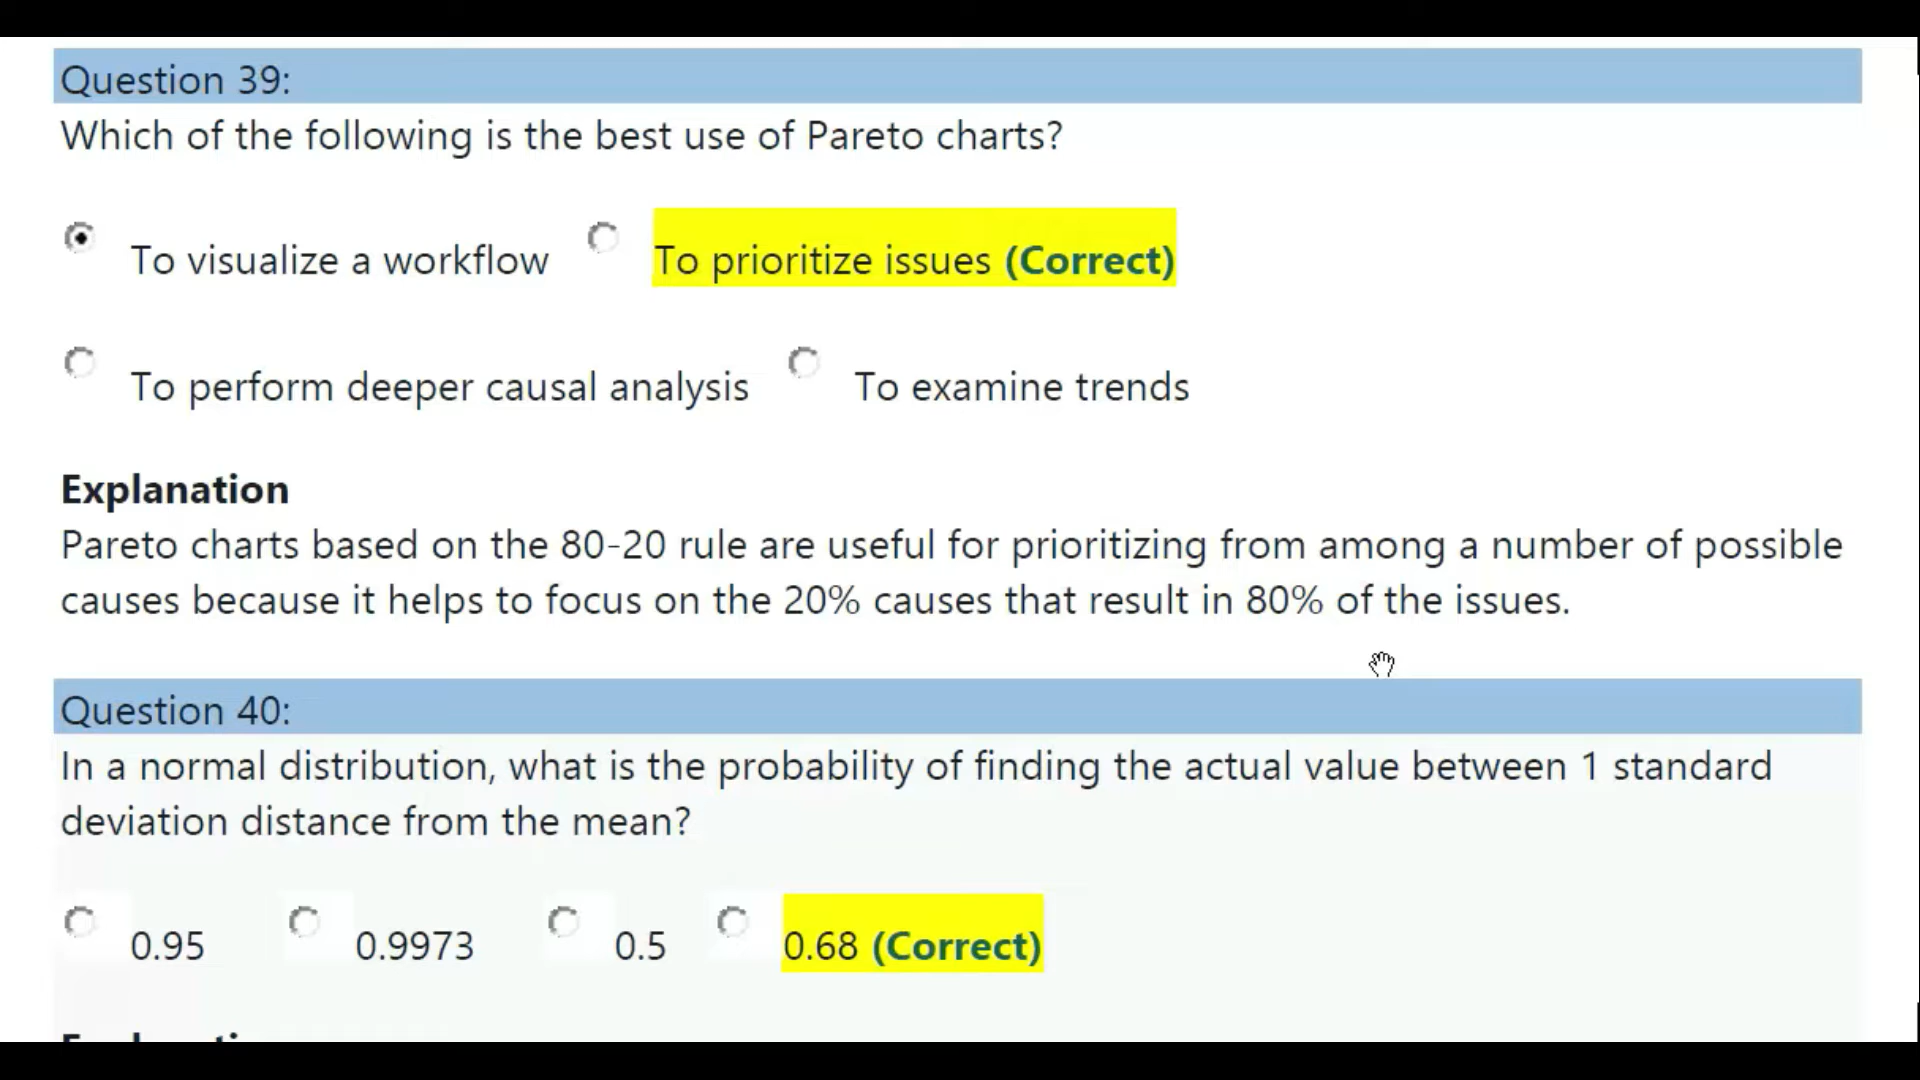 Question 39:
Which of the following is the best use of Pareto charts?
To visualize a workflow To prioritize issues (Correct)
To perform deeper causal analysis To examine trends
Explanation
Pareto charts based on the 80-20 rule are useful for prioritizing from among a number of possible
causes because it helps to focus on the 20% causes that result in 80% of the issues.
Question 40:
In a normal distribution, what is the probability of finding the actual value between 1 standard
deviation distance from the mean?
0.95 0.9973 0.5 0.68 (Correct)